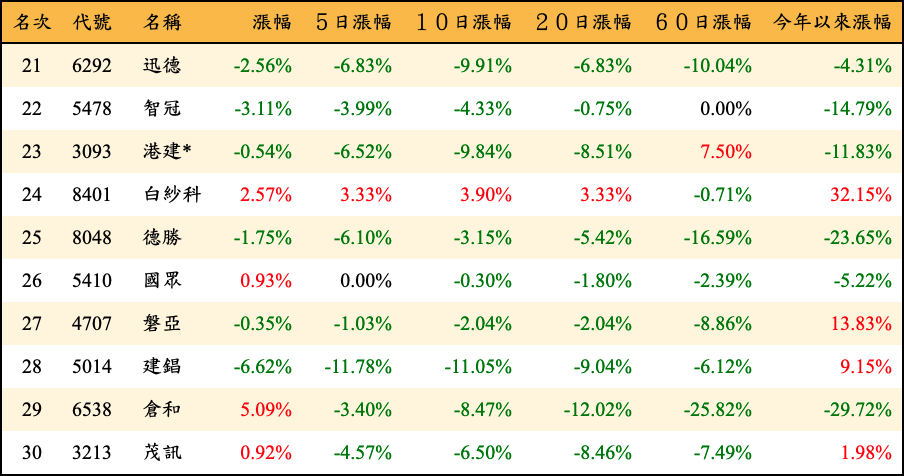 名次 代號 名稱 漲幅 5日漲幅 10日漲幅 20日漲幅 60日漲幅 今年以來漲幅
21 6292 迅德 -2.56% -6.83% -9.91% -6.83% -10.04% -4.31%
22 5478 智冠 -3.11% -3.99% -4.33% -0.75% 0.00% -14.79%
23 3093 港建* -0.54% -6.52% -9.84% -8.51% 7.50% -11.83%
24 8401 白紗科 2.57% 3.33% 3.90% 3.33% -0.71% 32.15%
25 8048 德勝 -1.75% -6.10% -3.15% -5.42% -16.59% -23.65%
26 5410 國眾 0.93% 0.00% -0.30% -1.80% -2.39% -5.22%
27 4707 磐亞 -0.35% -1.03% -2.04% -2.04% -8.86% 13.83%
28 5014 建錩 -6.62% -11.78% -11.05% -9.04% -6.12% 9.15%
29 6538 倉和 5.09% -3.40% -8.47% -12.02% -25.82% -29.72%
30 3213 茂訊 0.92% -4.57% -6.50% -8.46% -7.49% 1.98%